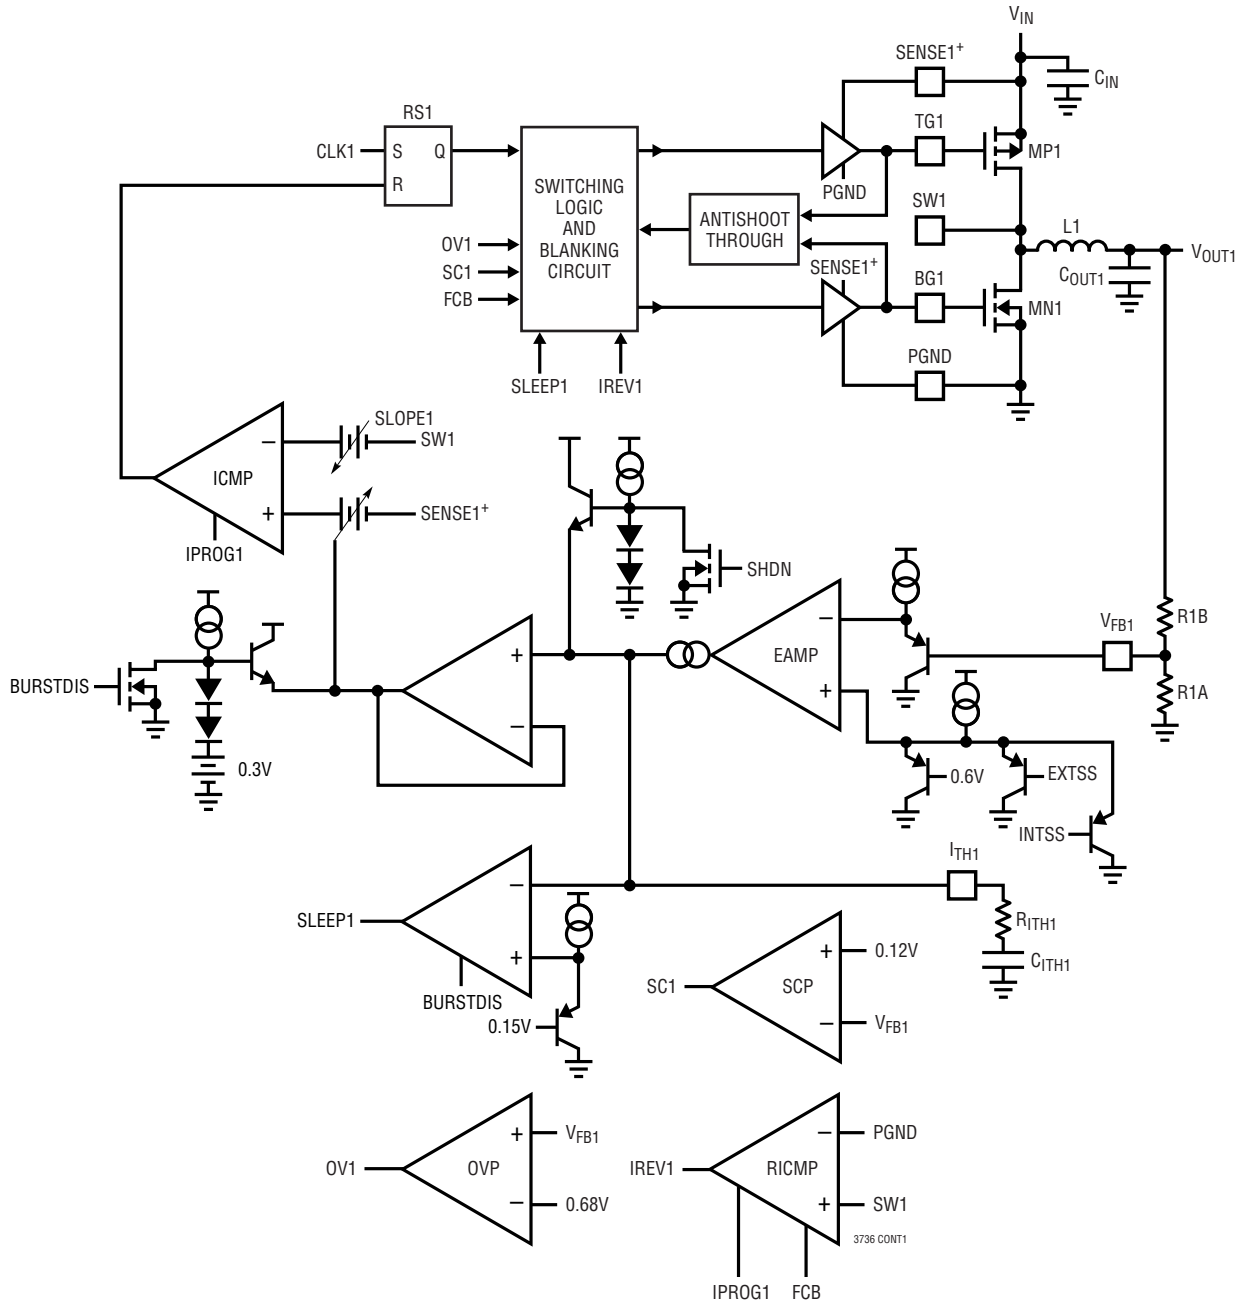 VIN
SENSE1+
CIN
RS1
TG1
CLK1
S
Q
MP1
R
SWITCHING
LOGIC
AND
BLANKING
CIRCUIT
PGND
SW1
ANTISHOOT
THROUGH
L1
OV1
VOUT1
SC1
SENSE1+
BG1
COUT1
FCB
MN1
PGND
SLEEP1
IREV1
SLOPE1
–
SW1
ICMP
+
SENSE1+
IPROG1
SHDN
–
VFB1
R1B
+
EAMP
BURSTDIS
+
R1A
–
0.3V
0.6V
EXTSS
INTSS
ITH1
–
SLEEP1
RITH1
+
+
0.12V
CITH1
BURSTDIS
SC1
SCP
0.15V
–
VFB1
+
VFB1
–
PGND
OV1
OVP
IREV1
RICMP
–
0.68V
+
SW1
3736 CONT1
IPROG1
FCB